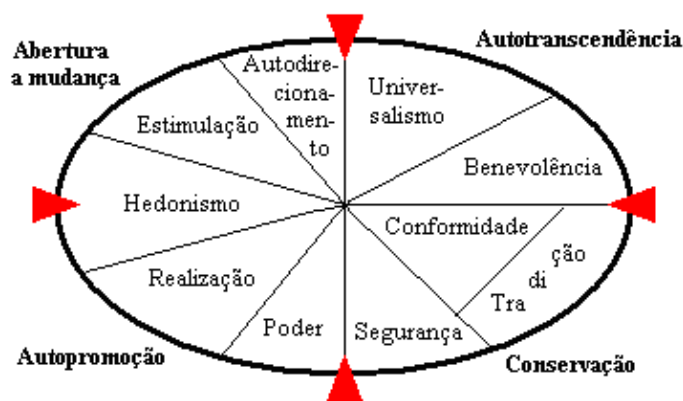 Abertura
a mudança
Autotranscendência
Autodire-
ciona-
men-
to
Univer-
salismo
Estimulação
Benevolência
Hedonismo
Conformidade
Realização
Tra
di
ção
Poder
Segurança
Autopromoção
Conservação